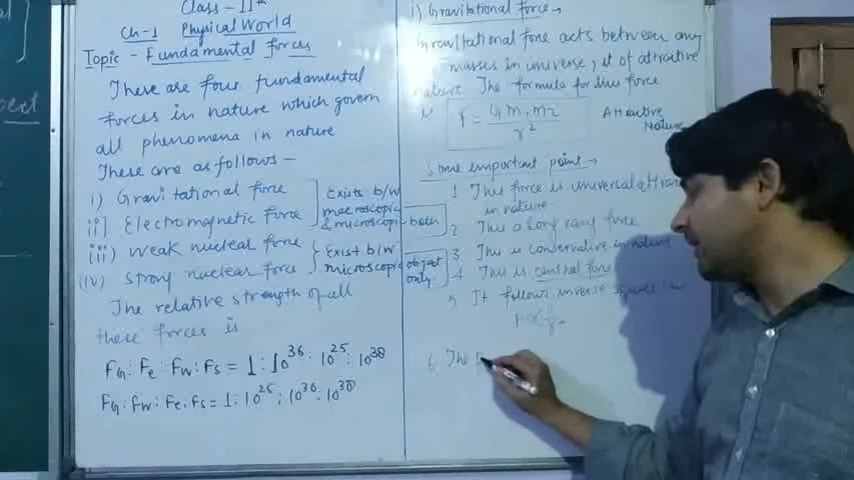 Class - 11th
Ch-1 Physical World
Topic - Fundamental forces
There are four fundamental
forces in nature which govern
all phenomena in nature
These are as follows -
i) Gravitational force
ii] Electromagnetic force
(iii) Weak nuclear force
(iv) Strong nuclear force
Exists b/w
macroscopic
& microscopic both
Exist b/w
microscopic
object
only.
The relative strength of all
these forces is
FG : Fe : Fw : Fs = 1 : 10^36 : 10^25 : 10^38
FG : Fw : Fe : Fs = 1 : 10^25 : 10^36 : 10^38
i) Gravitational force →
Gravitational force acts between any
masses in universe, it of attractive
nature The formula for this force
F = G m1 m2 / r^2
Attractive
Nature
Some important point →
1 This force is universal
in nature
2 This a long range force
3 This is conservative in nature
4 This is central force
5 It follows inverse square
6 The